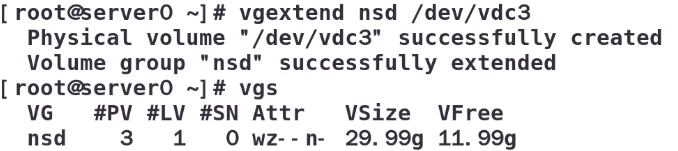 [root@server0 ~]# vgextend nsd /dev/vdc3
Physical volume "/dev/vdc3" successfully created
Volume group "nsd" successfully extended
[root@server0 ~]# vgs
VG #PV #LV #SN Attr VSize VFree
nsd 3 1 0 wz--n- 29.99g 11.99g